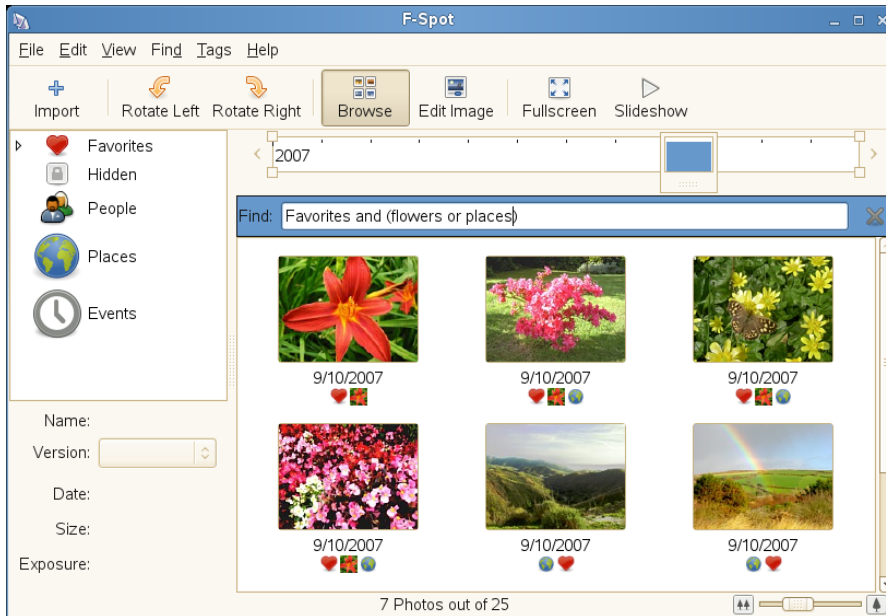 F-Spot
File Edit View Find Tags Help
Import Rotate Left Rotate Right Browse Edit Image Fullscreen Slideshow
Favorites
Hidden
People
Places
Events
2007
Find: Favorites and (flowers or places)
9/10/2007 9/10/2007 9/10/2007
9/10/2007 9/10/2007 9/10/2007
Name:
Version:
Date:
Size:
Exposure:
7 Photos out of 25